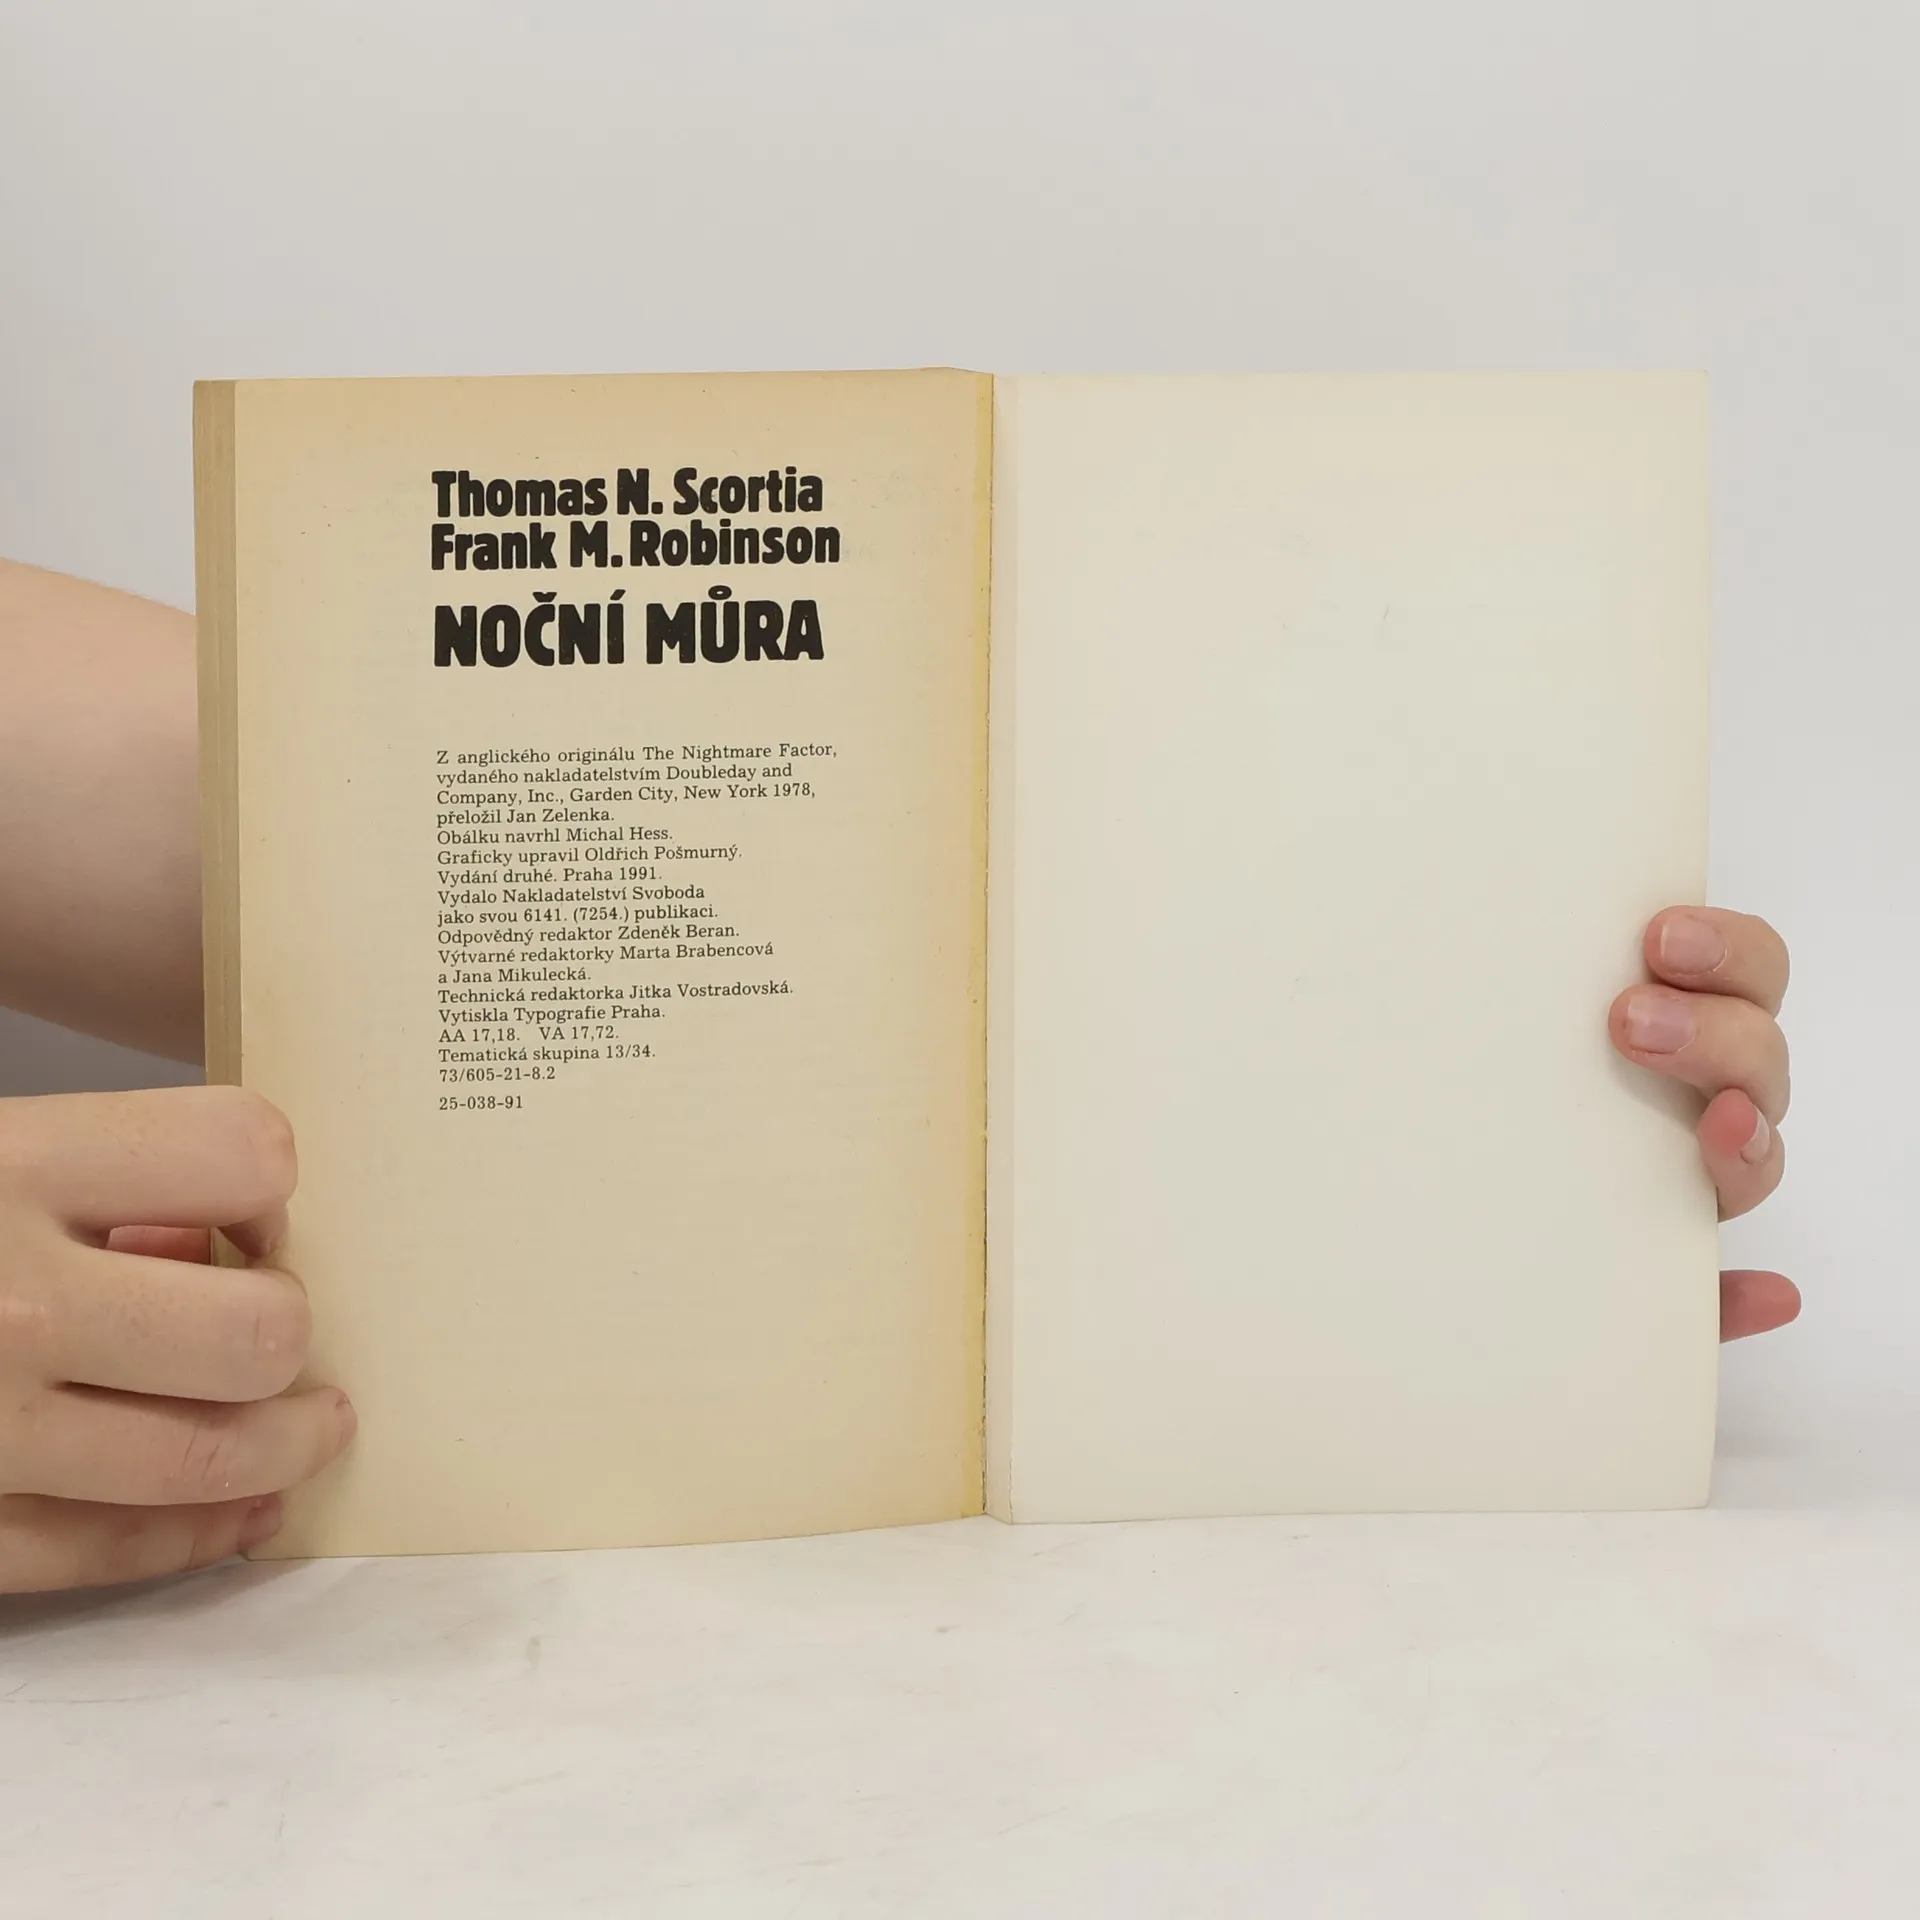 Thomas N. Scortia
Frank M. Robinson
NOČNÍ MŮRA
Z anglického originálu The Nightmare Factor,
vydaného nakladatelstvím Doubleday and
Company, Inc., Garden City, New York 1978,
přeložil Jan Zelenka.
Obálku navrhl Michal Hess.
Graficky upravil Oldřich Pošmurný.
Vydání druhé. Praha 1991.
Vydalo Nakladatelství Svoboda
jako svou 6141. (7254.) publikaci.
Odpovědný redaktor Zdeněk Beran.
Výtvarné redaktorky Marta Brabencová
a Jana Mikulecká.
Technická redaktorka Jitka Vostradovská.
Vytiskla Typografie Praha.
AA 17,18. VA 17,72.
Tematická skupina 13/34.
73/605-21-8.2
25-038-91